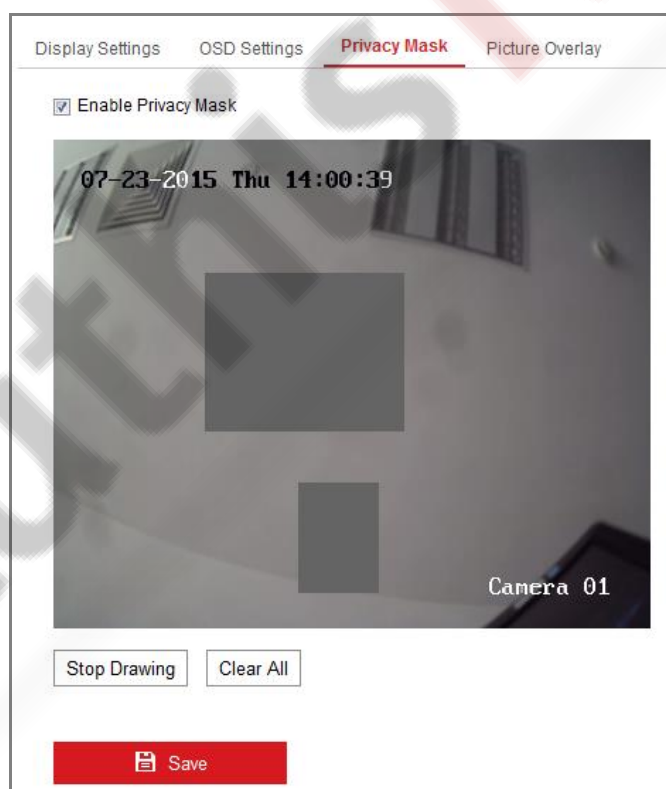 Display Settings OSD Settings Privacy Mask Picture Overlay
Enable Privacy Mask
07-23-2015 Thu 14:00:39
Camera 01
Stop Drawing Clear All
Save